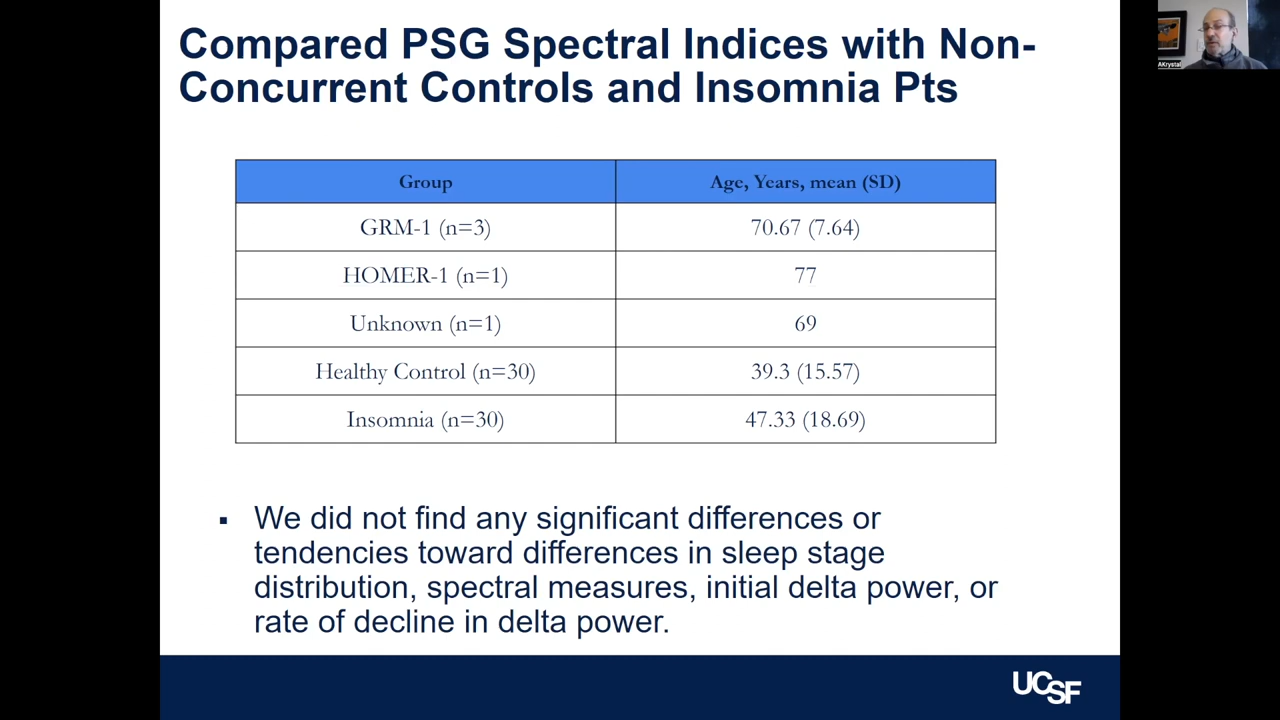 Compared PSG Spectral Indices with Non-
Concurrent Controls and Insomnia Pts
AKrystal
Group Age, Years, mean (SD)
GRM-1 (n=3) 70.67 (7.64)
HOMER-1 (n=1) 77
Unknown (n=1) 69
Healthy Control (n=30) 39.3 (15.57)
Insomnia (n=30) 47.33 (18.69)
▪ We did not find any significant differences or
tendencies toward differences in sleep stage
distribution, spectral measures, initial delta power, or
rate of decline in delta power.
UCSF